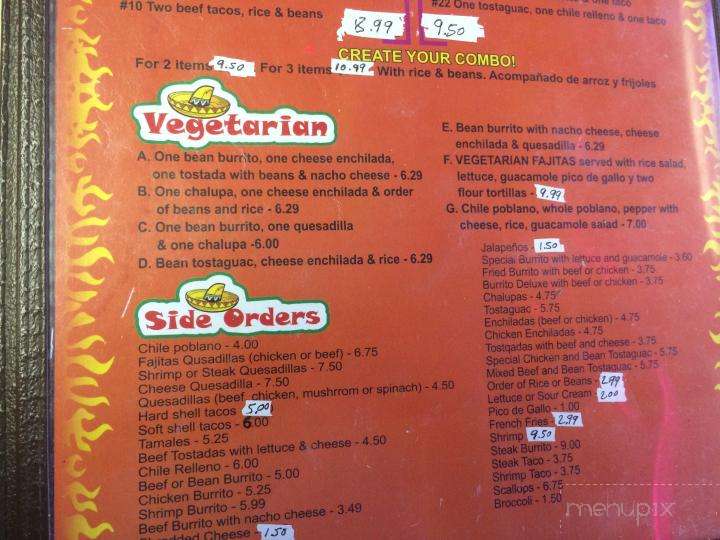 #10 Two beef tacos, rice & beans
8.99
#22 One tostaguac, one chile relleno & one taco
9.50
CREATE YOUR COMBO!
For 2 items 9.50 For 3 items 10.99 With rice & beans. Acompañado de arroz y frijoles
Vegetarian
A. One bean burrito, one cheese enchilada,
one tostada with beans & nacho cheese - 6.29
B. One chalupa, one cheese enchilada & order
of beans and rice - 6.29
C. One bean burrito, one quesadilla
& one chalupa -6.00
D. Bean tostaguac, cheese enchilada & rice - 6.29
E. Bean burrito with nacho cheese, cheese
enchilada & quesadilla - 6.29
F. VEGETARIAN FAJITAS served with rice salad,
lettuce, guacamole pico de gallo y two
flour tortillas - 9.99
G. Chile poblano, whole poblano, pepper with
cheese, rice, guacamole salad -7.00
Side Orders
Chile poblano - 4.00
Fajitas Qusadillas (chicken or beef) - 6.75
Shrimp or Steak Quesadillas - 7.50
Cheese Quesadilla - 7.50
Quesadillas (beef, chicken, mushrrom or spinach) - 4.50
Hard shell tacos 5.00
Soft shell tacos - 6.00
Tamales - 5.25
Beef Tostadas with lettuce & cheese - 4.50
Chile Relleno - 6.00
Beef or Bean Burrito - 5.00
Chicken Burrito - 5.25
Shrimp Burrito - 5.99
Beef Burrito with nacho cheese - 3.49
Shredded Cheese - 1.50
Jalapeños - 1.50
Special Burrito with lettuce and guacamole - 3.60
Fried Burrito with beef or chicken - 3.75
Burrito Deluxe with beef or chicken - 3.75
Chalupas - 4.75
Tostaguac - 5.75
Enchiladas (beef or chicken) - 4.75
Chicken Enchiladas - 4.75
Tostqadas with beef and cheese - 3.75
Special Chicken and Bean Tostaguac - 5.75
Mixed Beef and Bean Tostaguac - 5.75
Order of Rice or Beans - 2.99
Lettuce or Sour Cream - 2.00
Pico de Gallo - 1.00
French Fries - 2.99
Shrimp 9.50
Steak Burrito - 9.00
Steak Taco - 3.75
Shrimp Taco - 3.75
Scallops - 6.75
Broccoli - 1.50
menupix